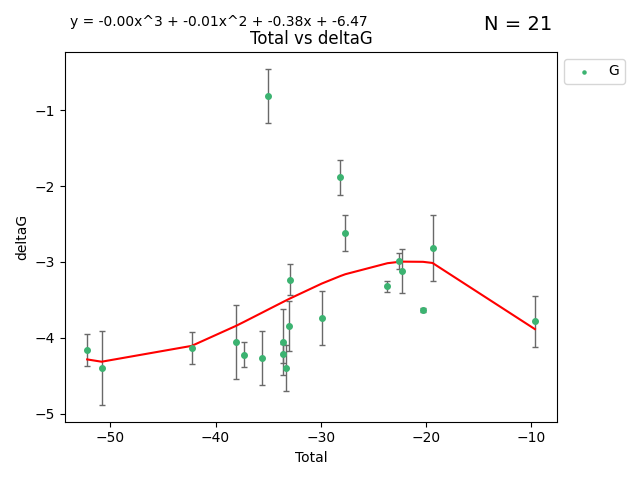 y = -0.00x^3 + -0.01x^2 + -0.38x + -6.47
N = 21
Total vs deltaG
G
−1
−2
−3
−4
−5
deltaG
−50
−40
−30
−20
−10
Total